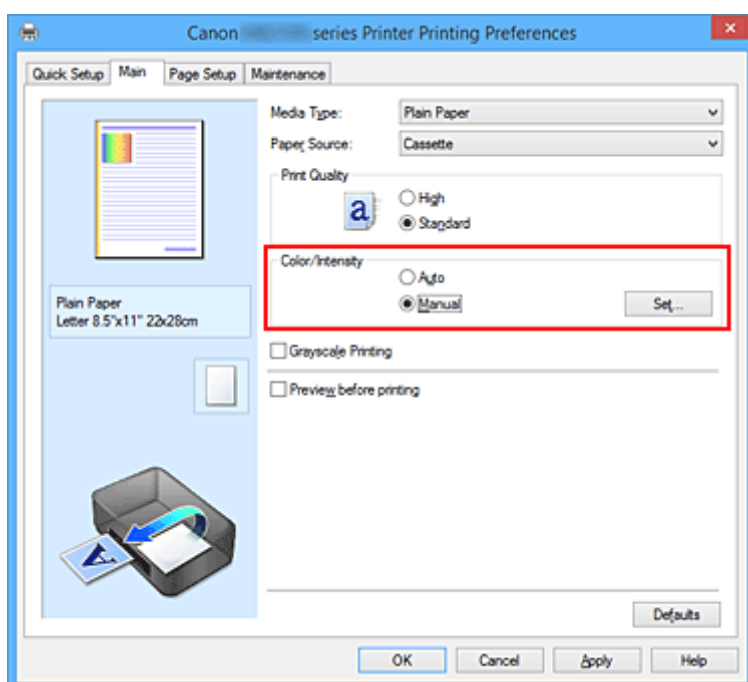 Canon series Printer Printing Preferences
Quick Setup Main Page Setup Maintenance
Media Type: Plain Paper
Paper Source: Cassette
Print Quality
a
High
Standard
Color/Intensity
Auto
Manual Set...
Plain Paper
Letter 8.5"x11" 22x28cm
Grayscale Printing
Preview before printing
A
Defaults
OK Cancel Apply Help